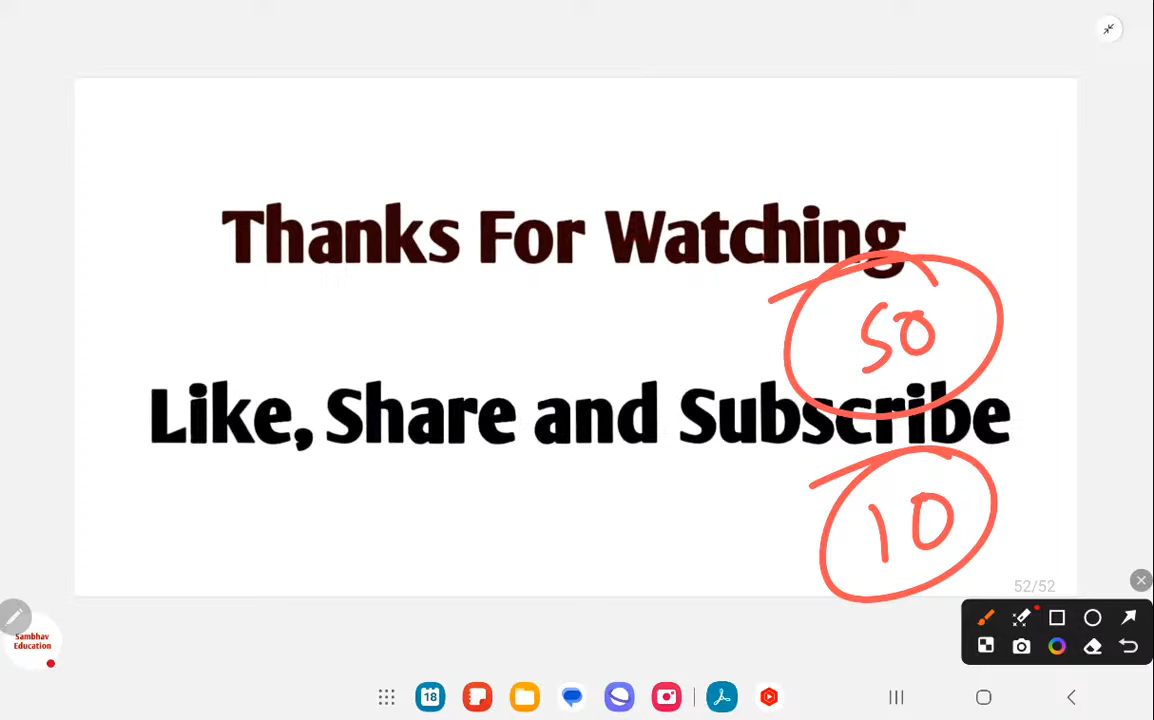 Thanks For Watching
50
Like, Share and Subscribe
10
52/52
Sambhav
Education
18